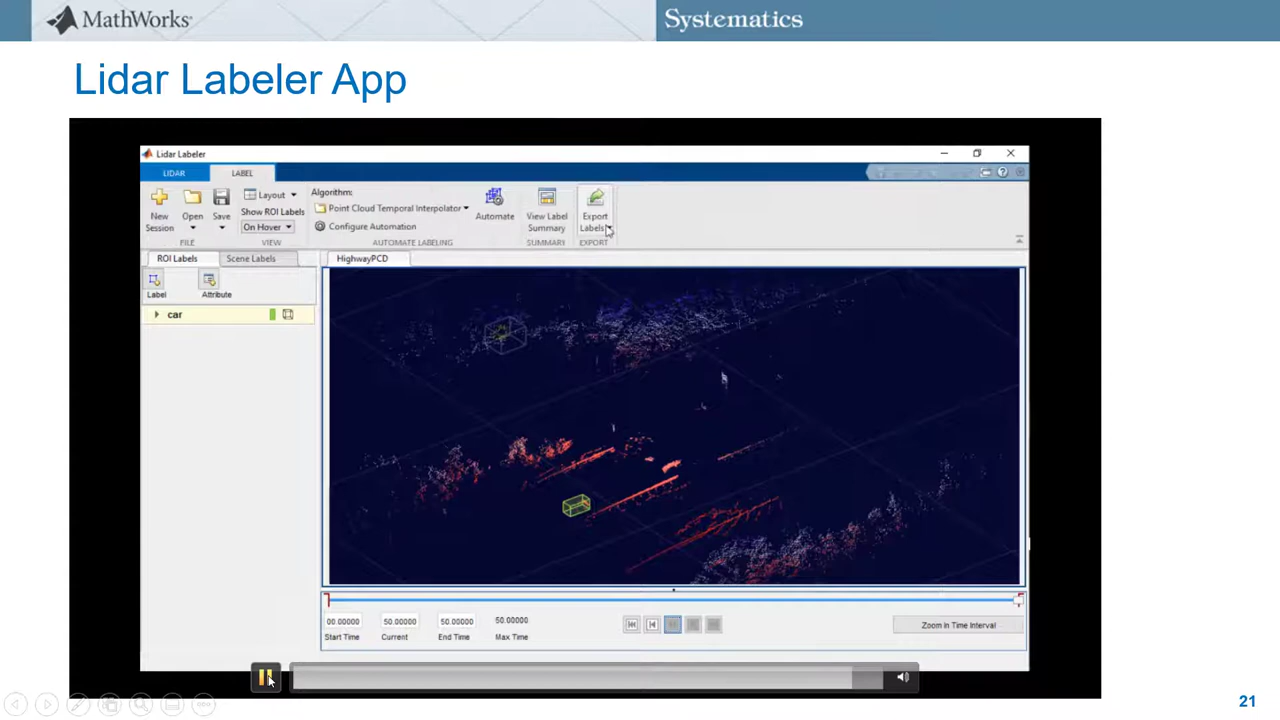 MathWorks
Systematics
Lidar Labeler App
Lidar Labeler
LIDAR
LABEL
New
Session
Open
Save
FILE
Layout
Show ROI Labels
On Hover
VIEW
Algorithm:
Point Cloud Temporal Interpolator
Configure Automation
Automate
AUTOMATE LABELING
View Label
Summary
SUMMARY
Export
Labels
EXPORT
ROI Labels
Scene Labels
HighwayPCD
Label
Attribute
car
00.00000
50.00000
50.00000
50.00000
Start Time
Current
End Time
Max Time
Zoom In Time Interval
21